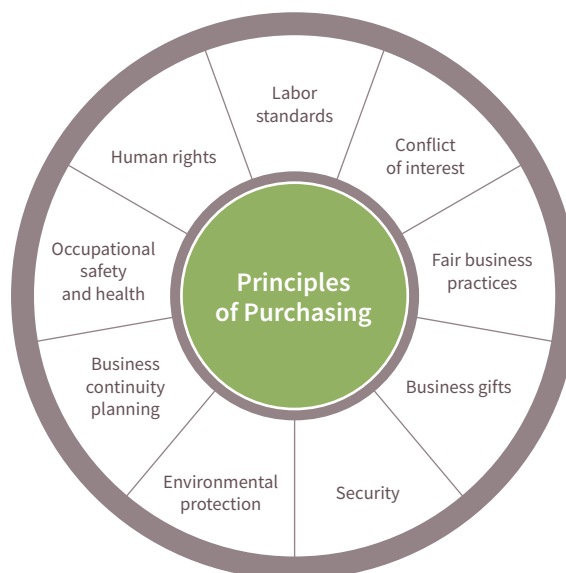 Labor
standards
Conflict
of interest
Fair business
practices
Business gifts
Security
Environmental
protection
Business
continuity
planning
Occupational
safety
and health
Human rights
Principles
of Purchasing